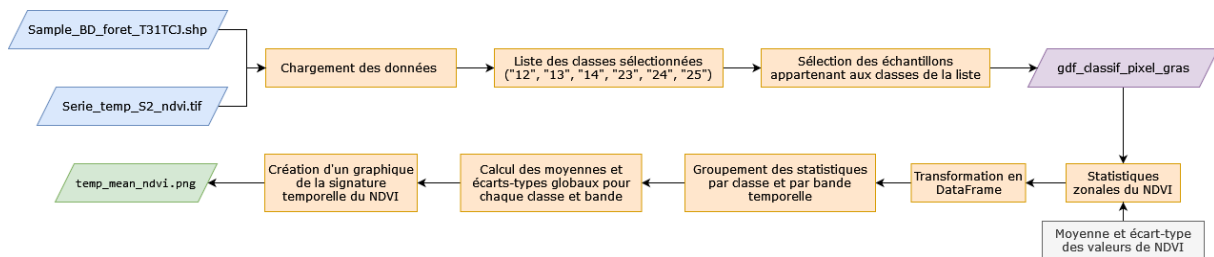 Sample_BD_foret_T31TCJ.shp
Serie_temp_S2_ndvi.tif
Chargement des données
Liste des classes sélectionnées
("12", "13", "14", "23", "24", "25")
Sélection des échantillons
appartenant aux classes de la liste
gdf_classif_pixel_gras
Statistiques
zonales du NDVI
Moyenne et écart-type
des valeurs de NDVI
Transformation en
DataFrame
Groupement des statistiques
par classe et par bande
temporelle
Calcul des moyennes et
écarts-types globaux pour
chaque classe et bande
Création d'un graphique
de la signature
temporelle du NDVI
temp_mean_ndvi.png